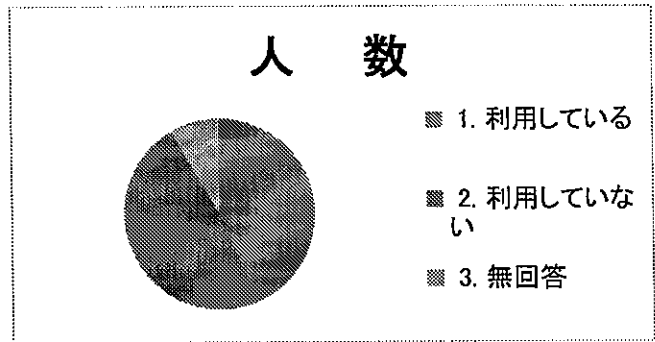 人　数
1. 利用している
2. 利用していな
い
3. 無回答